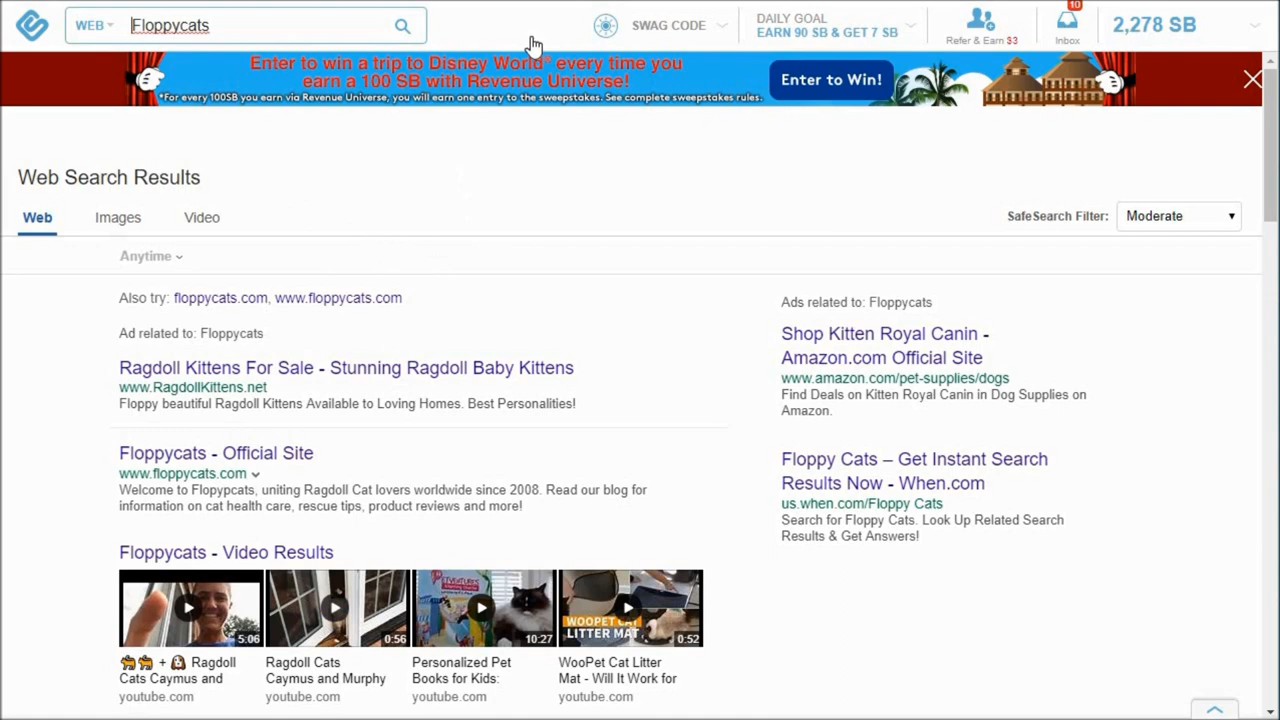 WEB
Floppycats
SWAG CODE
DAILY GOAL
EARN 90 SB & GET 7 SB
Refer & Earn $3
10
Inbox
2,278 SB
Enter to win a trip to Disney World® every time you
earn a 100 SB with Revenue Universe!
*For every 100SB you earn via Revenue Universe, you will earn one entry to the sweepstakes. See complete sweepstakes rules.
Enter to Win!
Web Search Results
Web
Images
Video
SafeSearch Filter:
Moderate
Anytime
Also try: floppycats.com, www.floppycats.com
Ad related to: Floppycats
Ragdoll Kittens For Sale - Stunning Ragdoll Baby Kittens
www.RagdollKittens.net
Floppy beautiful Ragdoll Kittens Available to Loving Homes. Best Personalities!
Floppycats - Official Site
www.floppycats.com
Welcome to Flopypcats, uniting Ragdoll Cat lovers worldwide since 2008. Read our blog for
information on cat health care, rescue tips, product reviews and more!
Floppycats - Video Results
5:06
0:56
10:27
WOOPET CAT
LITTER MAT
0:52
+ Ragdoll
Cats Caymus and
youtube.com
Ragdoll Cats
Caymus and Murphy
youtube.com
Personalized Pet
Books for Kids:
youtube.com
WooPet Cat Litter
Mat - Will It Work for
youtube.com
Ads related to: Floppycats
Shop Kitten Royal Canin -
Amazon.com Official Site
www.amazon.com/pet-supplies/dogs
Find Deals on Kitten Royal Canin in Dog Supplies on
Amazon.
Floppy Cats – Get Instant Search
Results Now - When.com
us.when.com/Floppy Cats
Search for Floppy Cats. Look Up Related Search
Results & Get Answers!